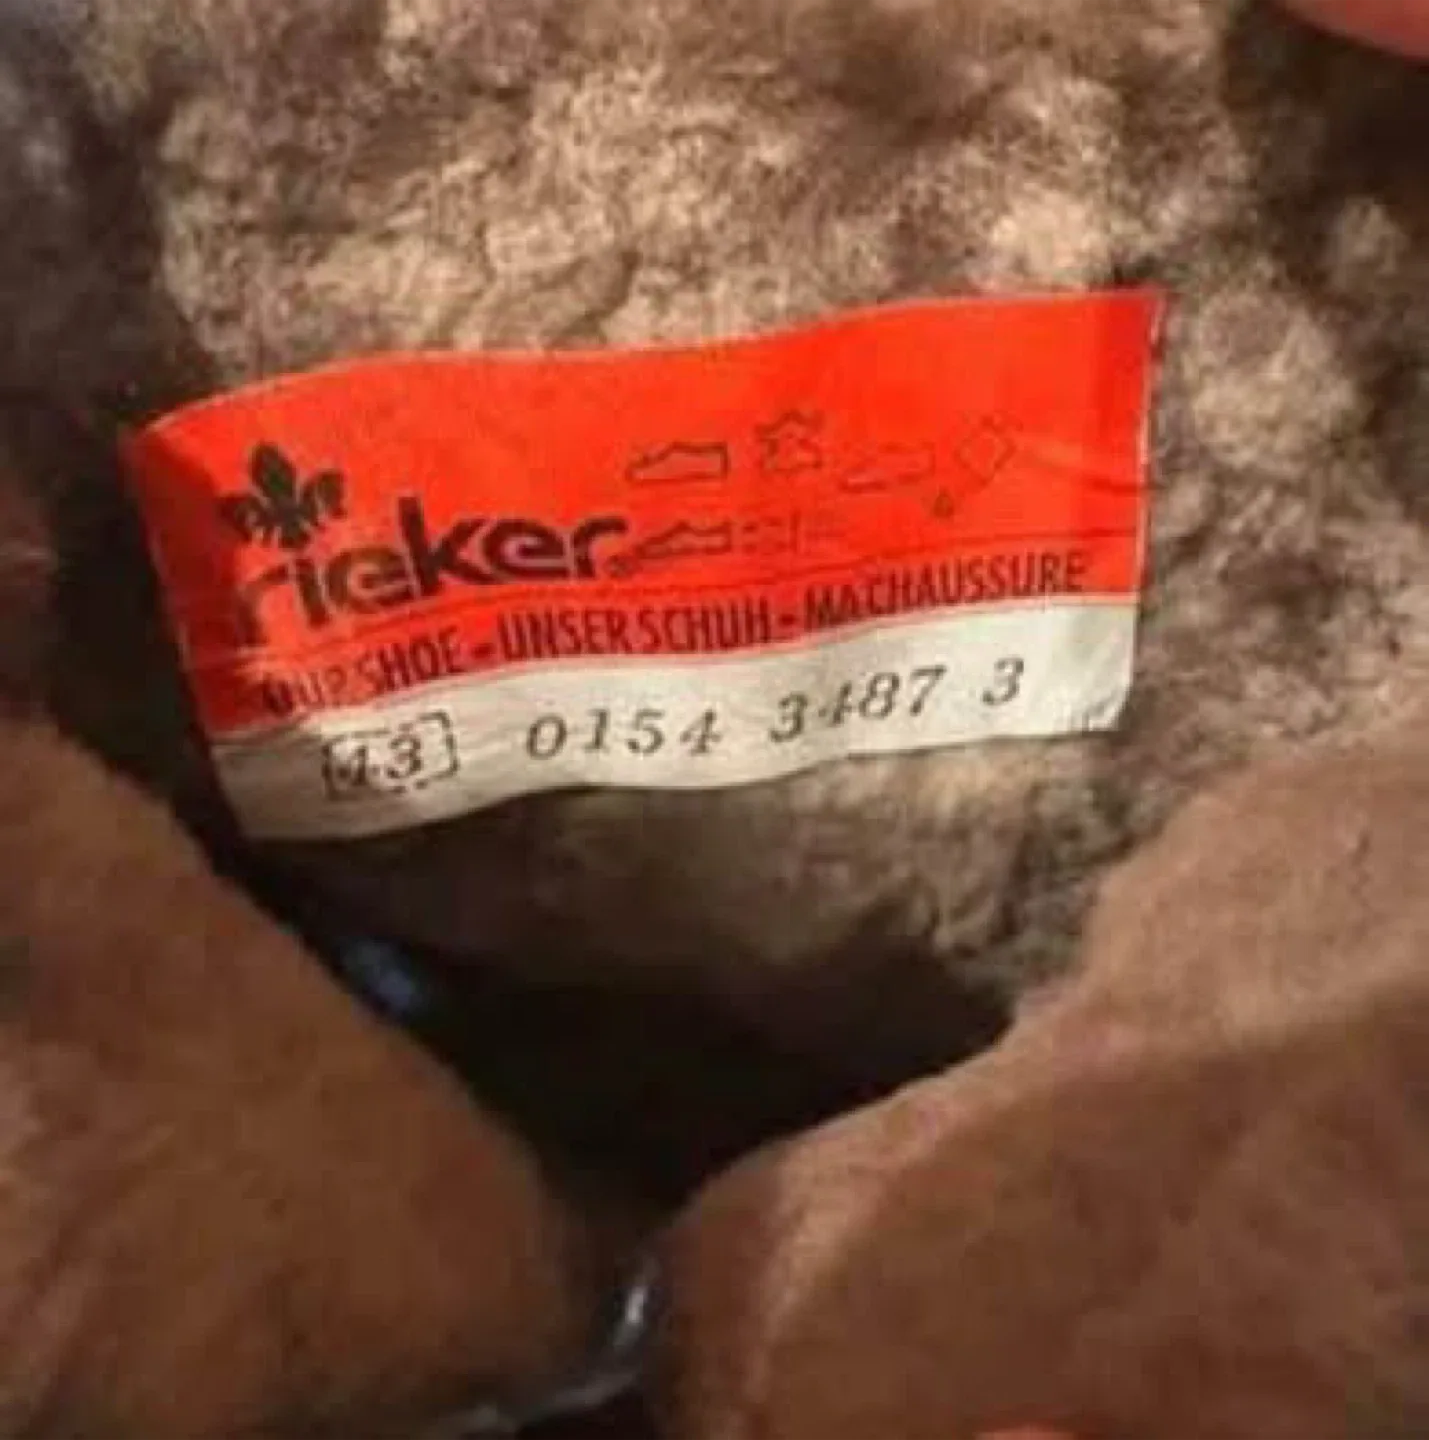 rieker
OUR SHOE - UNSER SCHUH - MA CHAUSSURE
43 0154 3487 3